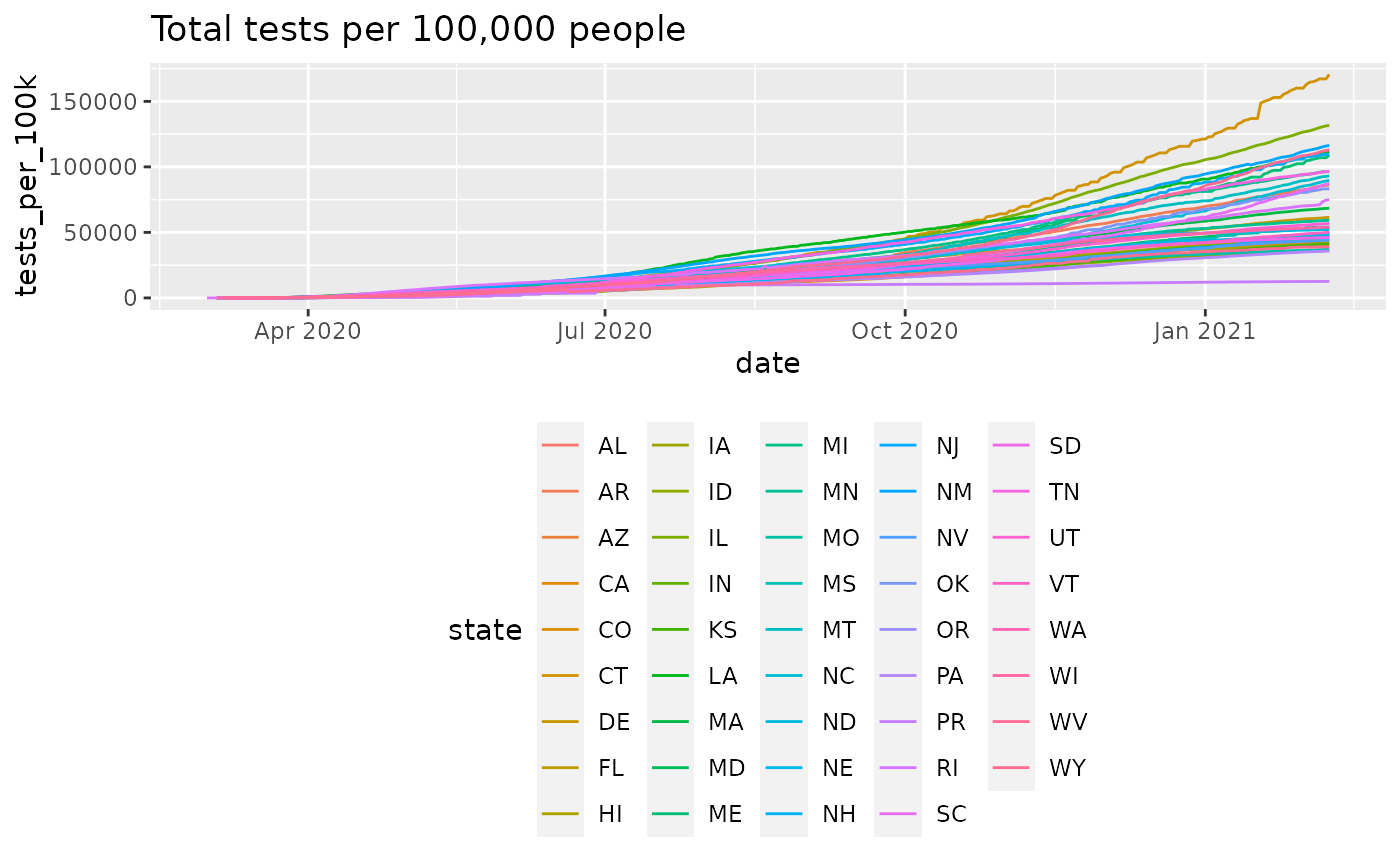 Total tests per 100,000 people
tests_per_100k
150000
100000
50000
0
Apr 2020 Jul 2020 Oct 2020 Jan 2021
date
state
AL IA MI NJ SD
AR ID MN NM TN
AZ IL MO NV UT
CA IN MS OK VT
CO KS MT OR WA
CT LA NC PA WI
DE MA ND PR WV
FL MD NE RI WY
HI ME NH SC